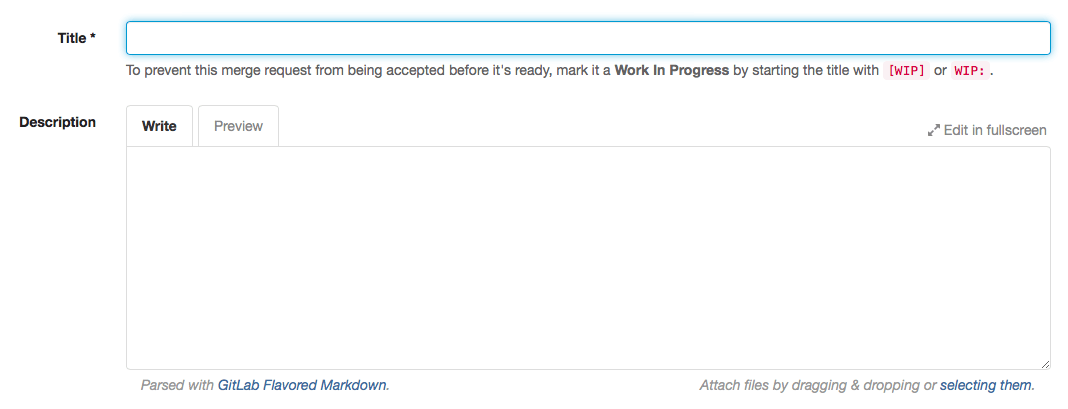 Title *
To prevent this merge request from being accepted before it's ready, mark it a Work In Progress by starting the title with [WIP] or WIP: .
Description
Write
Preview
Edit in fullscreen
Parsed with GitLab Flavored Markdown.
Attach files by dragging & dropping or selecting them.